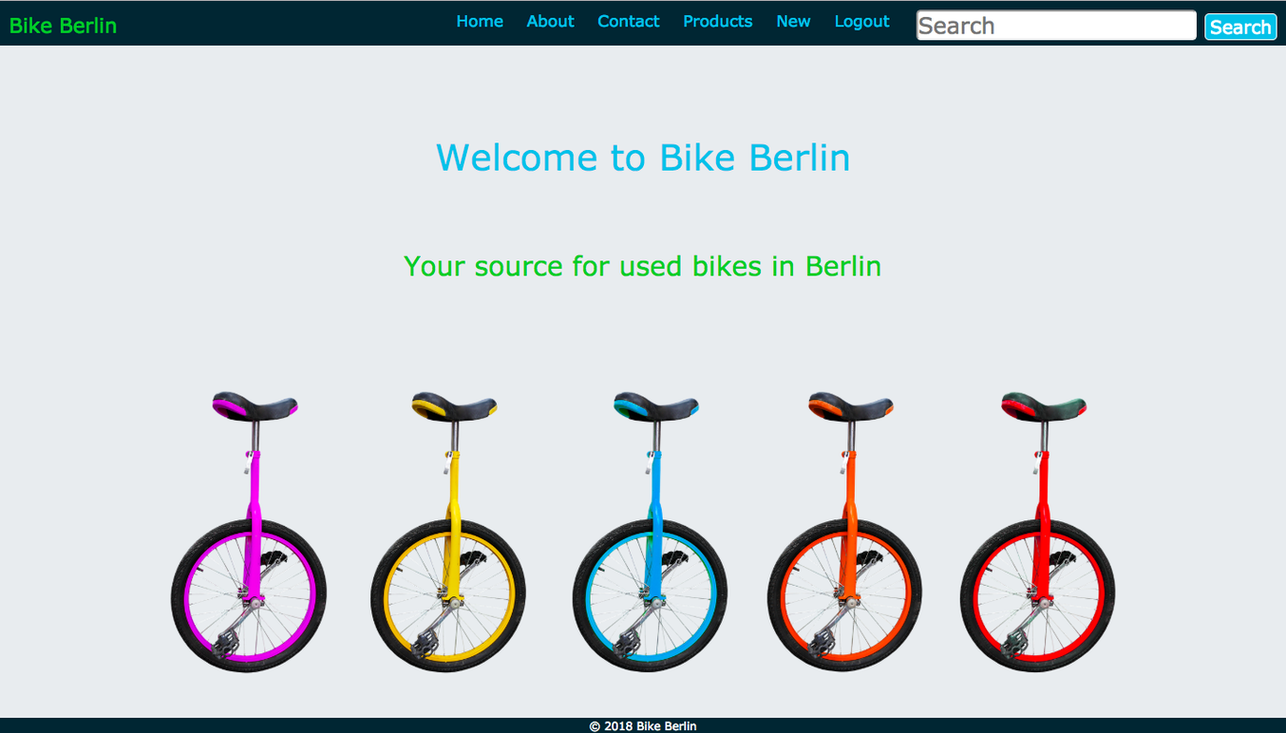 Bike Berlin Home About Contact Products New Logout Search Search
Welcome to Bike Berlin
Your source for used bikes in Berlin
© 2018 Bike Berlin